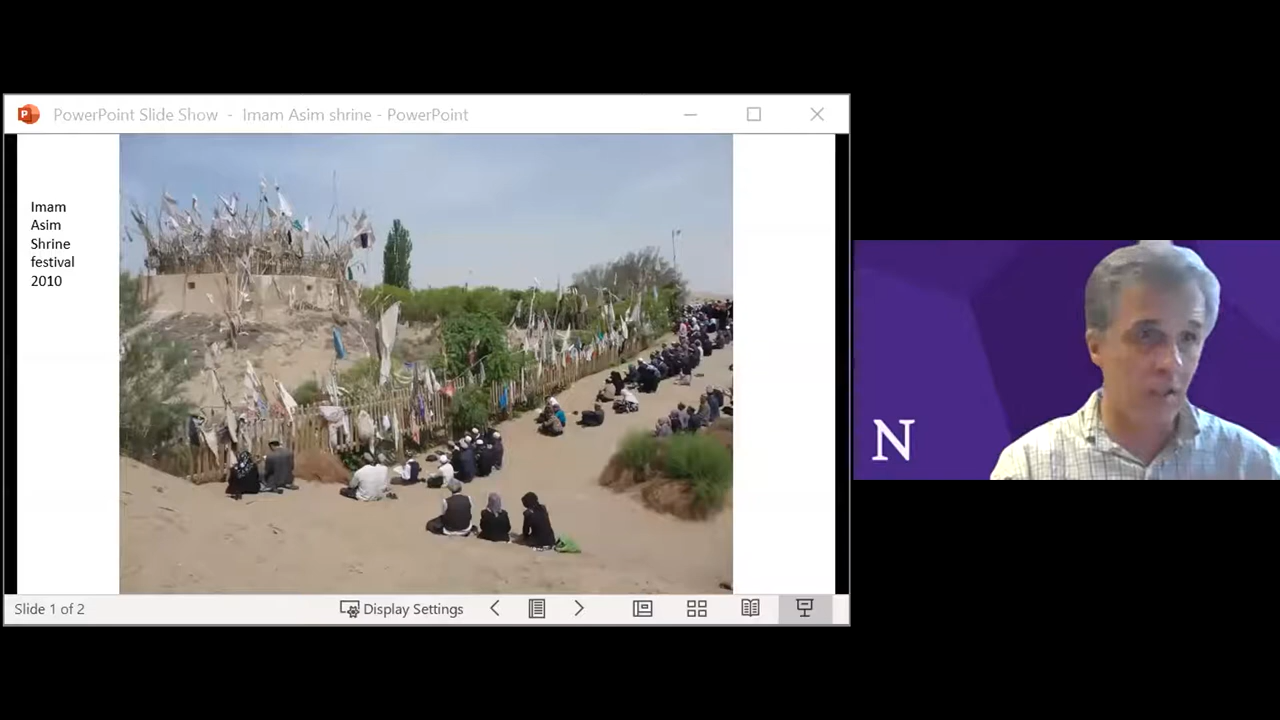 PowerPoint Slide Show - Imam Asim shrine - PowerPoint
Imam
Asim
Shrine
festival
2010
N
Slide 1 of 2
Display Settings